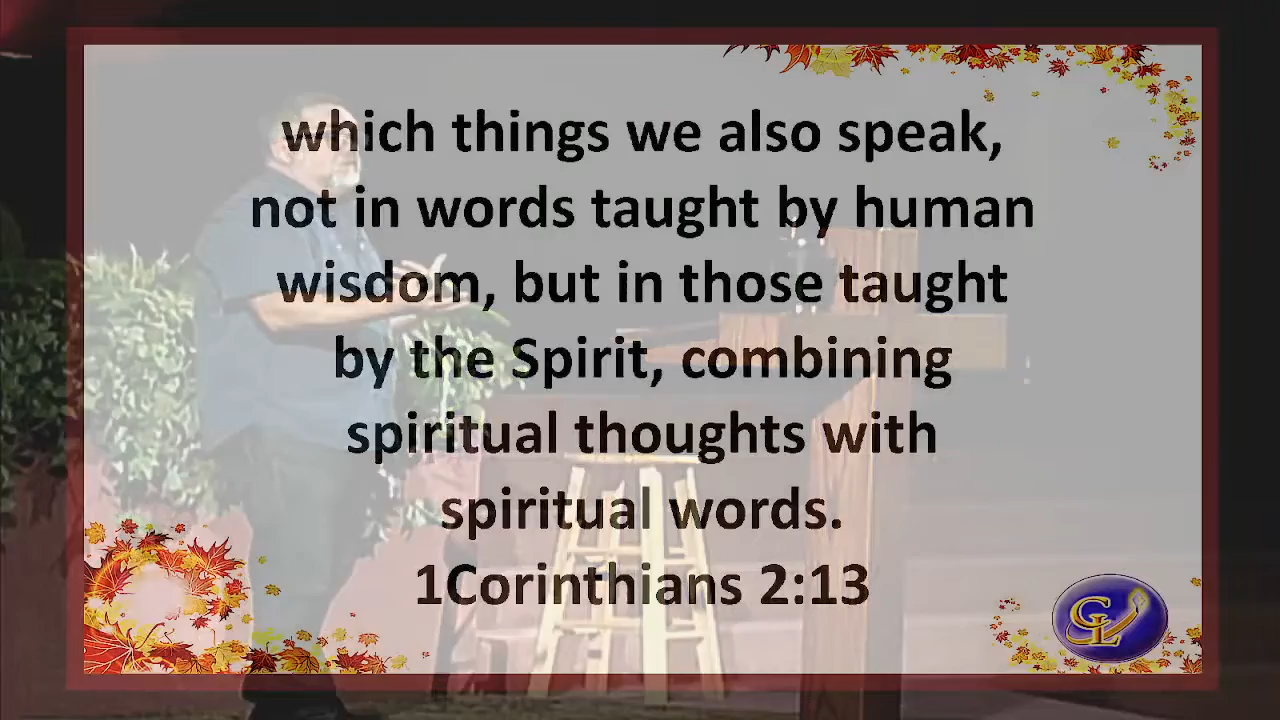 which things we also speak,
not in words taught by human
wisdom, but in those taught
by the Spirit, combining
spiritual thoughts with
spiritual words.
1Corinthians 2:13
GL